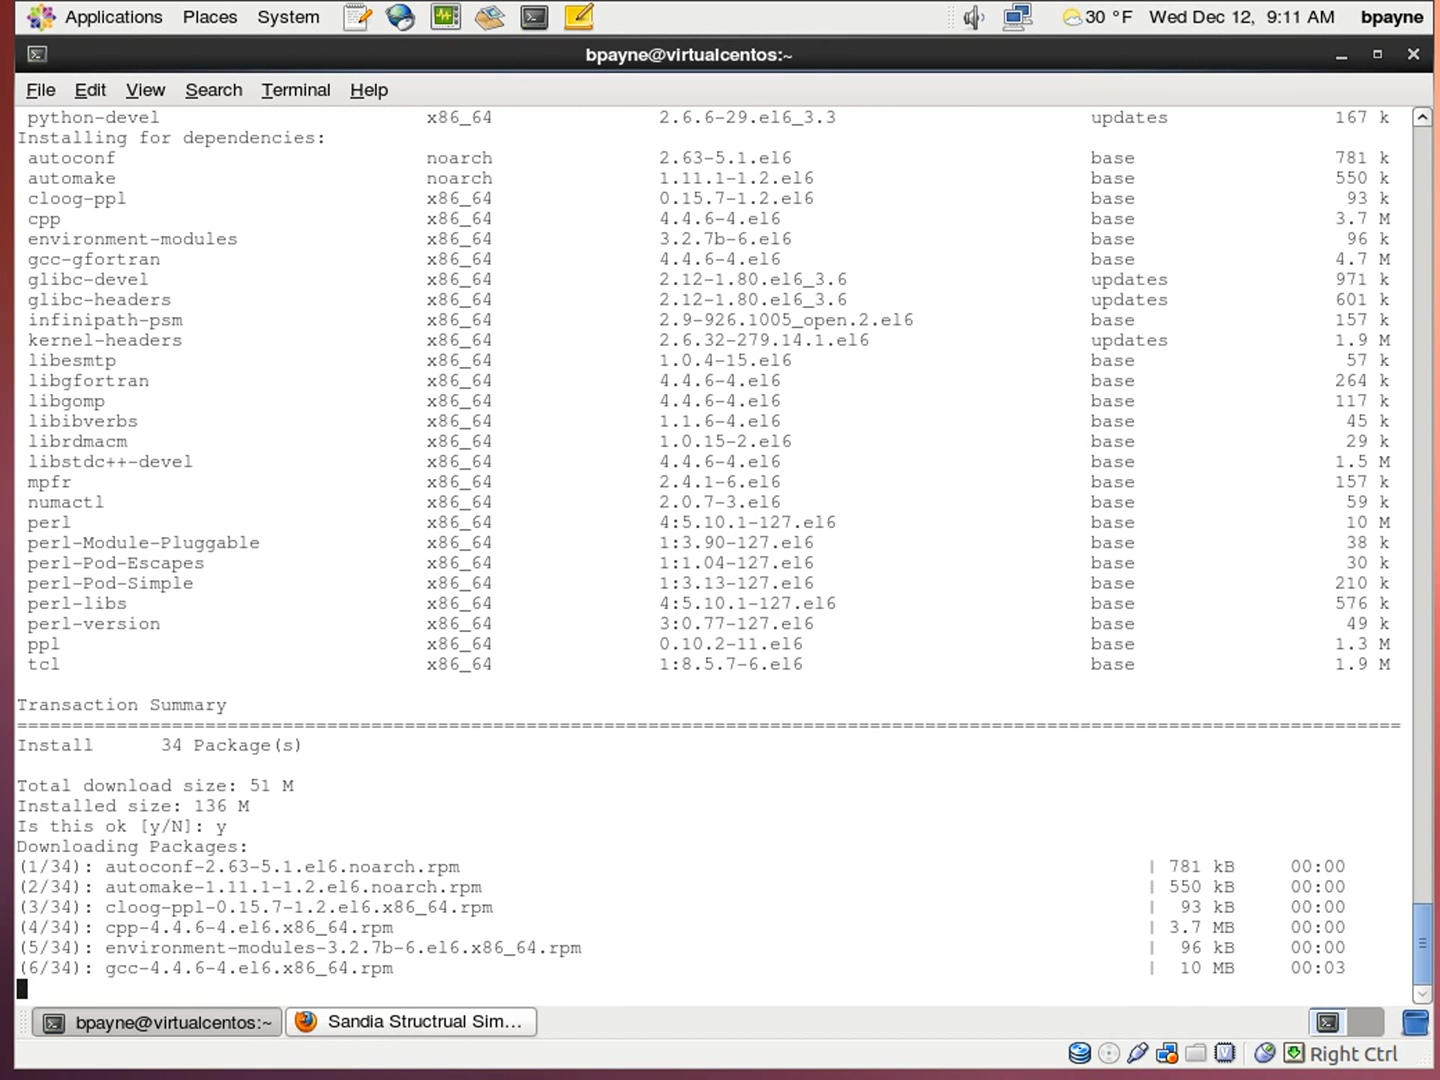 Applications Places System 30 °F Wed Dec 12, 9:11 AM bpayne
bpayne@virtualcentos:~
File Edit View Search Terminal Help
python-devel x86_64 2.6.6-29.el6_3.3 updates 167 k
Installing for dependencies:
autoconf noarch 2.63-5.1.el6 base 781 k
automake noarch 1.11.1-1.2.el6 base 550 k
cloog-ppl x86_64 0.15.7-1.2.el6 base 93 k
cpp x86_64 4.4.6-4.el6 base 3.7 M
environment-modules x86_64 3.2.7b-6.el6 base 96 k
gcc-gfortran x86_64 4.4.6-4.el6 base 4.7 M
glibc-devel x86_64 2.12-1.80.el6_3.6 updates 971 k
glibc-headers x86_64 2.12-1.80.el6_3.6 updates 601 k
infinipath-psm x86_64 2.9-926.1005_open.2.el6 base 157 k
kernel-headers x86_64 2.6.32-279.14.1.el6 updates 1.9 M
libesmtp x86_64 1.0.4-15.el6 base 57 k
libgfortran x86_64 4.4.6-4.el6 base 264 k
libgomp x86_64 4.4.6-4.el6 base 117 k
libibverbs x86_64 1.1.6-4.el6 base 45 k
librdmacm x86_64 1.0.15-2.el6 base 29 k
libstdc++-devel x86_64 4.4.6-4.el6 base 1.5 M
mpfr x86_64 2.4.1-6.el6 base 157 k
numactl x86_64 2.0.7-3.el6 base 59 k
perl x86_64 4:5.10.1-127.el6 base 10 M
perl-Module-Pluggable x86_64 1:3.90-127.el6 base 38 k
perl-Pod-Escapes x86_64 1:1.04-127.el6 base 30 k
perl-Pod-Simple x86_64 1:3.13-127.el6 base 210 k
perl-libs x86_64 4:5.10.1-127.el6 base 576 k
perl-version x86_64 3:0.77-127.el6 base 49 k
ppl x86_64 0.10.2-11.el6 base 1.3 M
tcl x86_64 1:8.5.7-6.el6 base 1.9 M
Transaction Summary
================================================================================
Install 34 Package(s)
Total download size: 51 M
Installed size: 136 M
Is this ok [y/N]: y
Downloading Packages:
(1/34): autoconf-2.63-5.1.el6.noarch.rpm | 781 kB 00:00
(2/34): automake-1.11.1-1.2.el6.noarch.rpm | 550 kB 00:00
(3/34): cloog-ppl-0.15.7-1.2.el6.x86_64.rpm | 93 kB 00:00
(4/34): cpp-4.4.6-4.el6.x86_64.rpm | 3.7 MB 00:00
(5/34): environment-modules-3.2.7b-6.el6.x86_64.rpm | 96 kB 00:00
(6/34): gcc-4.4.6-4.el6.x86_64.rpm | 10 MB 00:03
bpayne@virtualcentos:~ Sandia Structrual Sim...
Right Ctrl